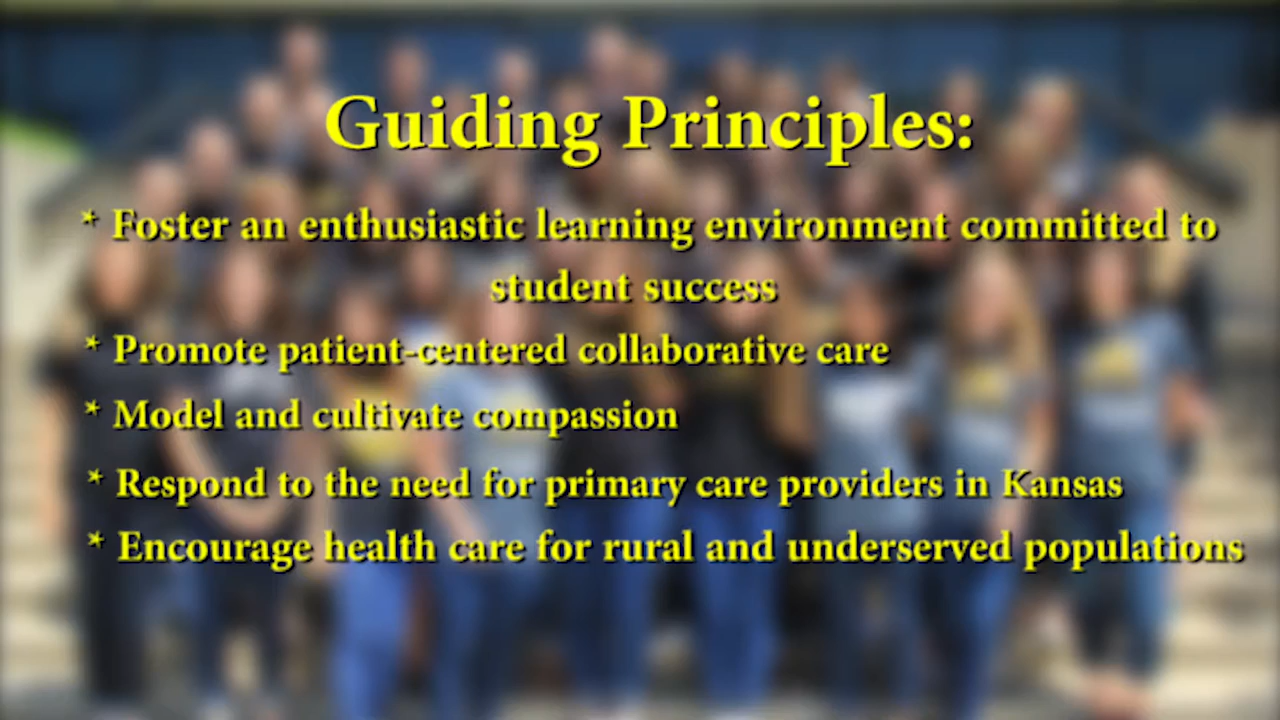 Guiding Principles:
* Foster an enthusiastic learning environment committed to
student success
* Promote patient-centered collaborative care
* Model and cultivate compassion
* Respond to the need for primary care providers in Kansas
* Encourage health care for rural and underserved populations